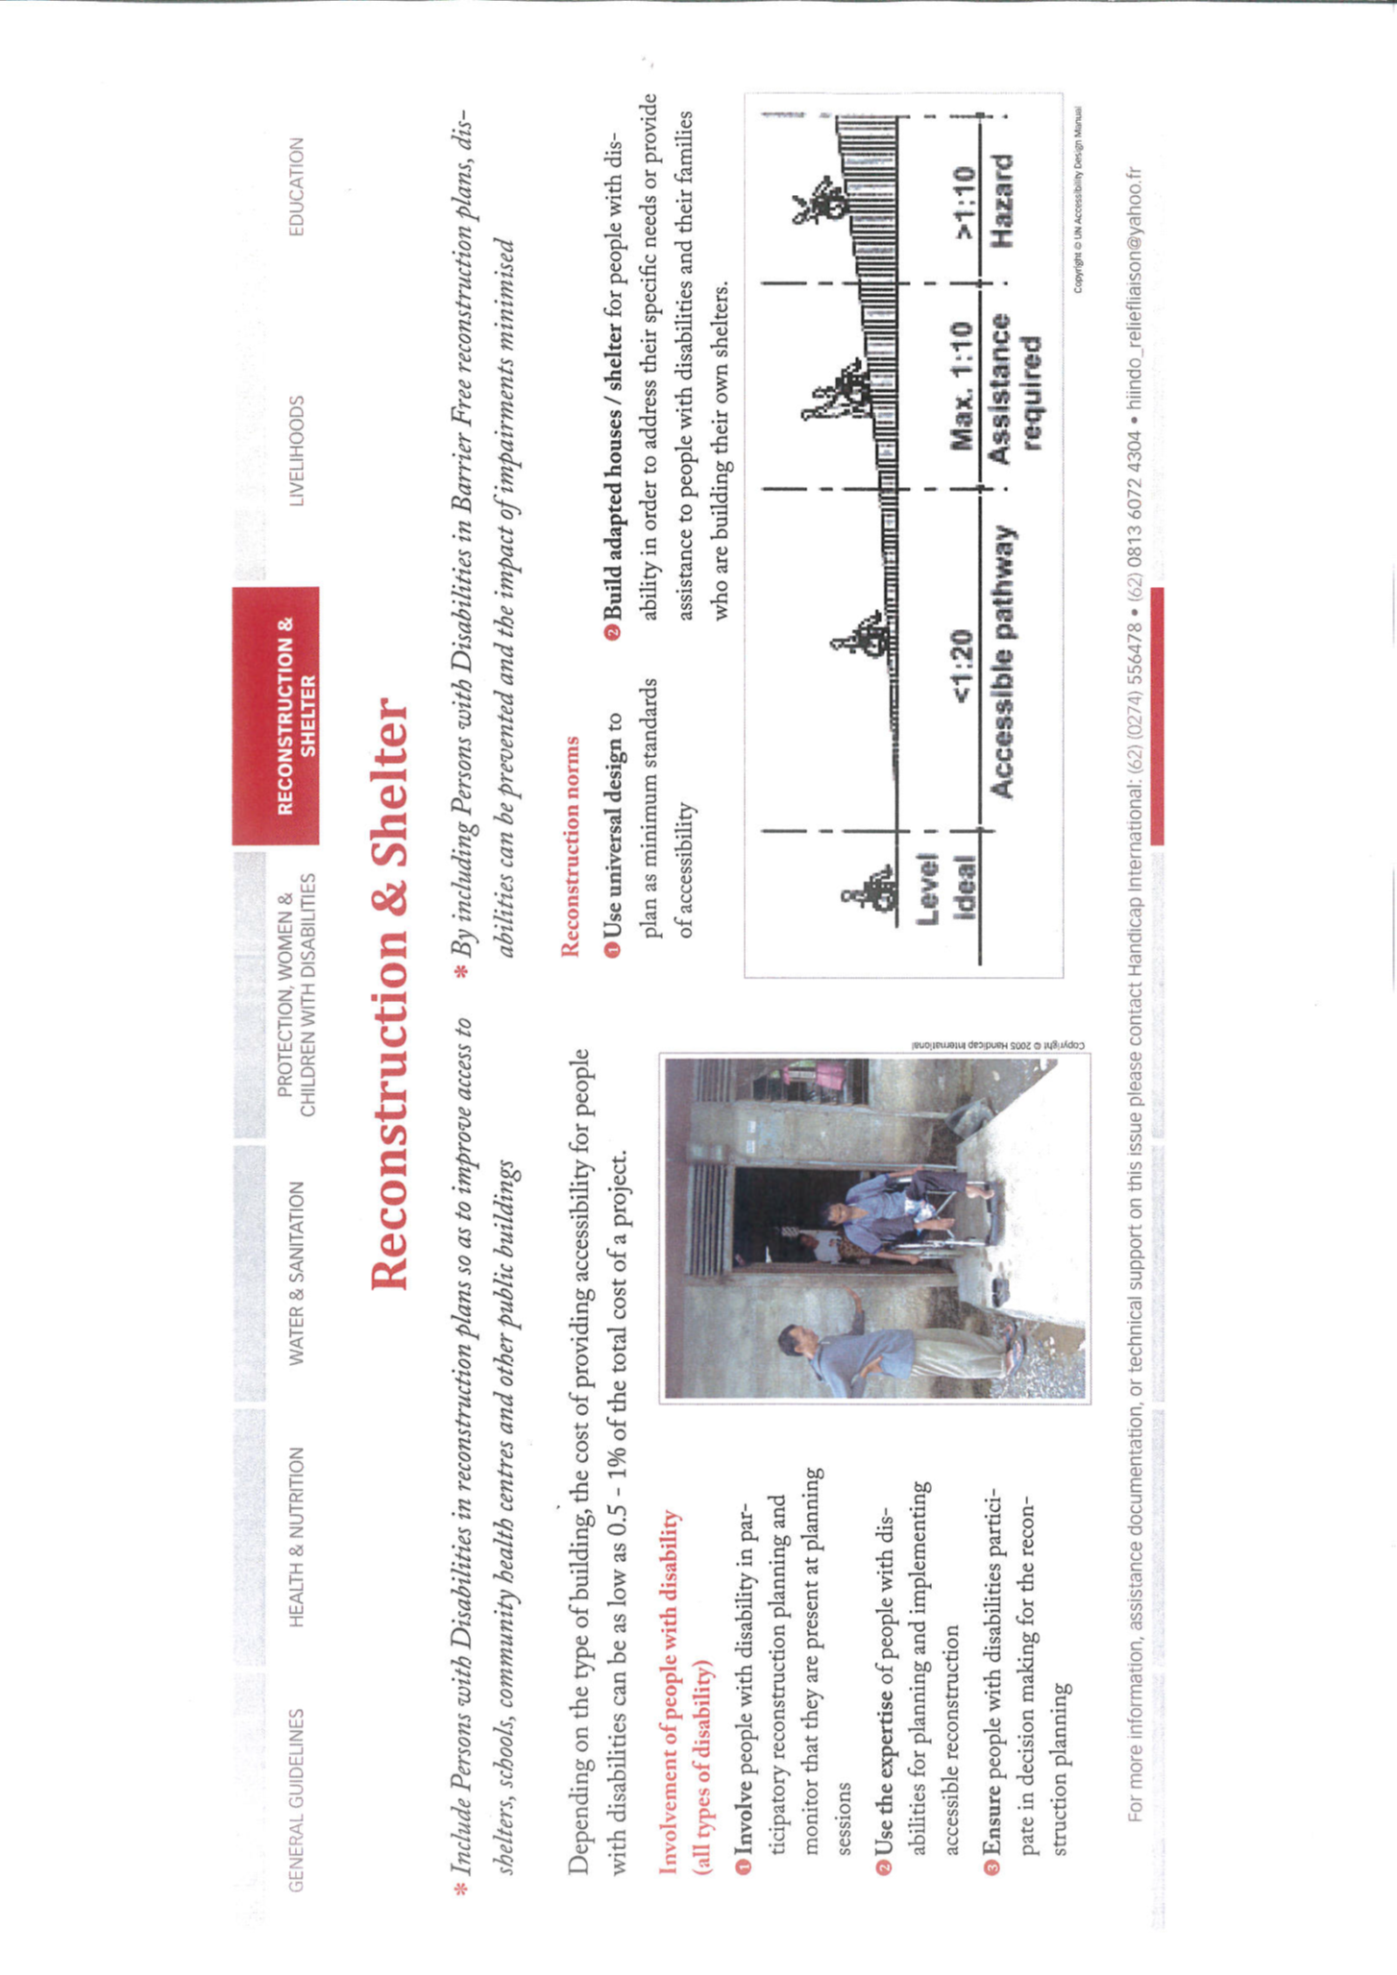 GENERAL GUIDELINES
HEALTH & NUTRITION
WATER & SANITATION
PROTECTION, WOMEN &
CHILDREN WITH DISABILITIES
RECONSTRUCTION &
SHELTER
LIVELIHOODS
EDUCATION
Reconstruction & Shelter
* Include Persons with Disabilities in reconstruction plans so as to improve access to
shelters, schools, community health centres and other public buildings
Depending on the type of building, the cost of providing accessibility for people
with disabilities can be as low as 0.5 - 1% of the total cost of a project.
Involvement of people with disability
(all types of disability)
1 Involve people with disability in par-
ticipatory reconstruction planning and
monitor that they are present at planning
sessions
2 Use the expertise of people with dis-
abilities for planning and implementing
accessible reconstruction
3 Ensure people with disabilities partici-
pate in decision making for the recon-
struction planning
Copyright © 2005 Handicap International
* By including Persons with Disabilities in Barrier Free reconstruction plans, dis-
abilities can be prevented and the impact of impairments minimised
Reconstruction norms
1 Use universal design to
plan as minimum standards
of accessibility
2 Build adapted houses / shelter for people with dis-
ability in order to address their specific needs or provide
assistance to people with disabilities and their families
who are building their own shelters.
Level
Ideal
<1:20
Accessible pathway
Max. 1:10
Assistance
required
>1:10
Hazard
Copyright © UN Accessibility Design Manual
For more information, assistance documentation, or technical support on this issue please contact Handicap International: (62) (0274) 556478 • (62) 0813 6072 4304 • hiindo_reliefliaison@yahoo.fr